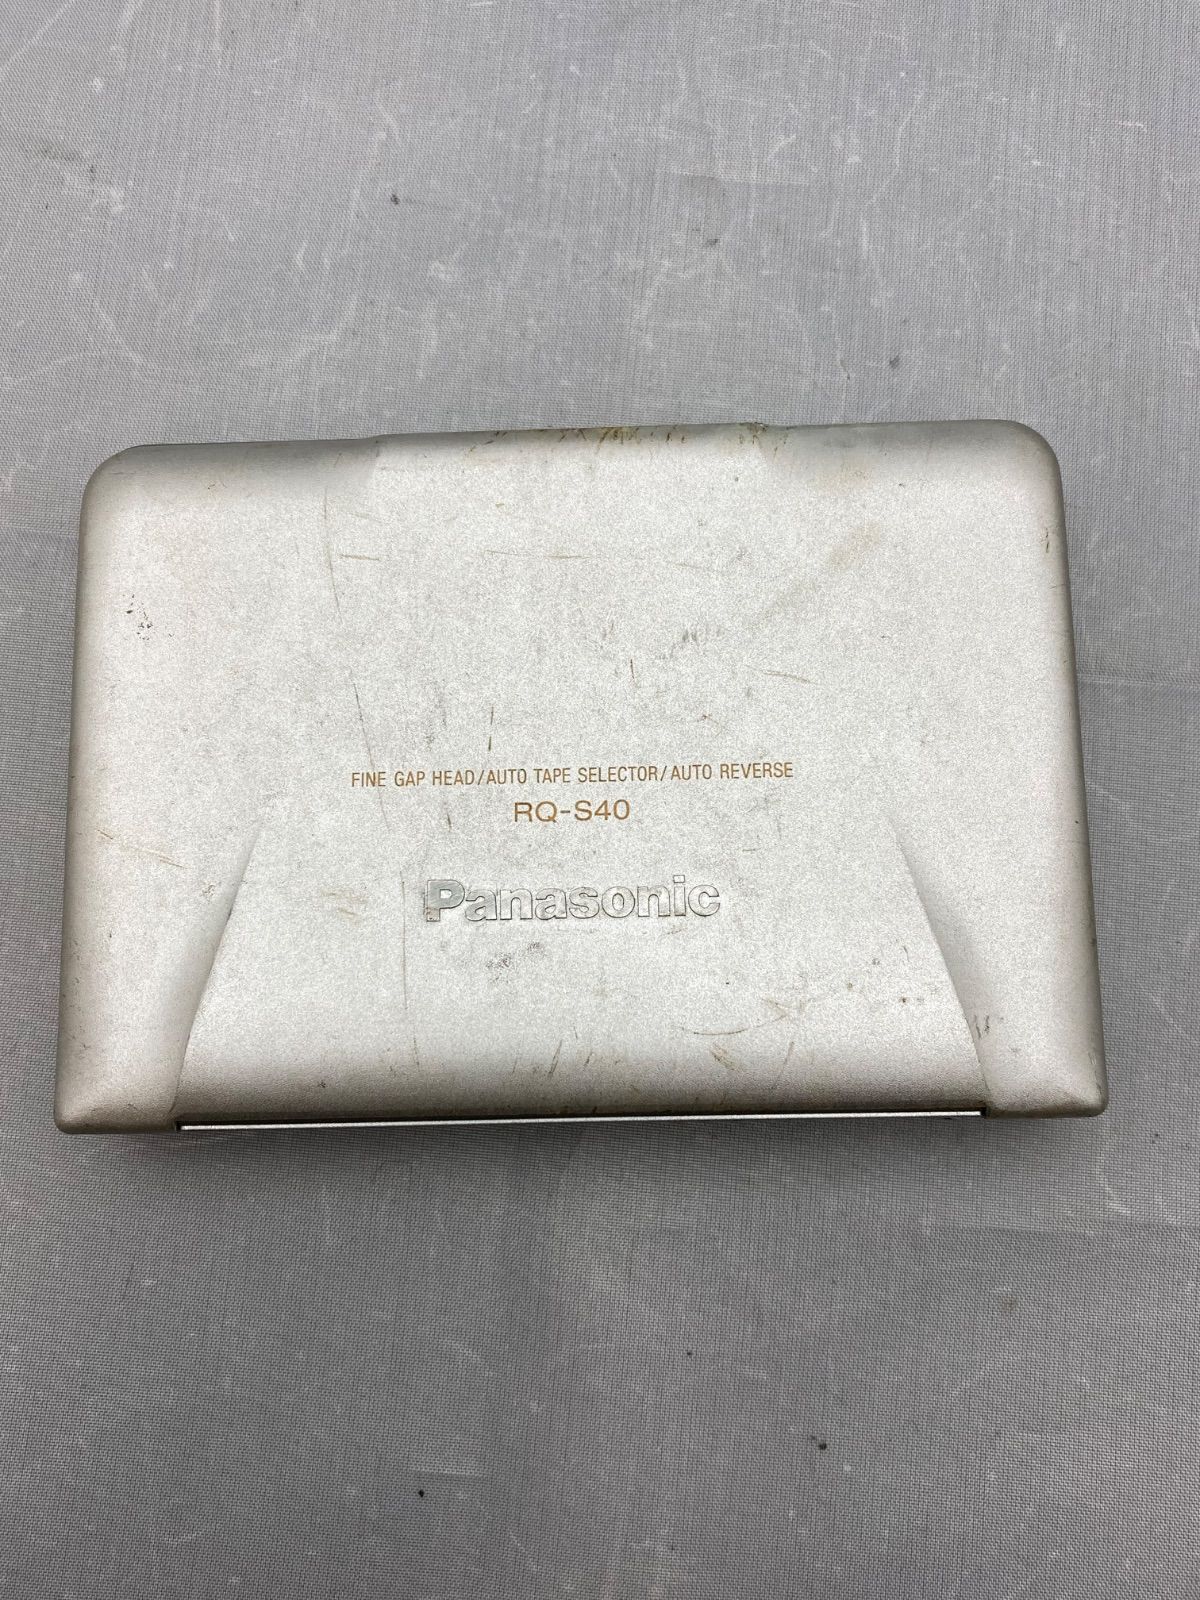 FINE GAP HEAD/AUTO TAPE SELECTOR/AUTO REVERSE
RQ-S40
Panasonic